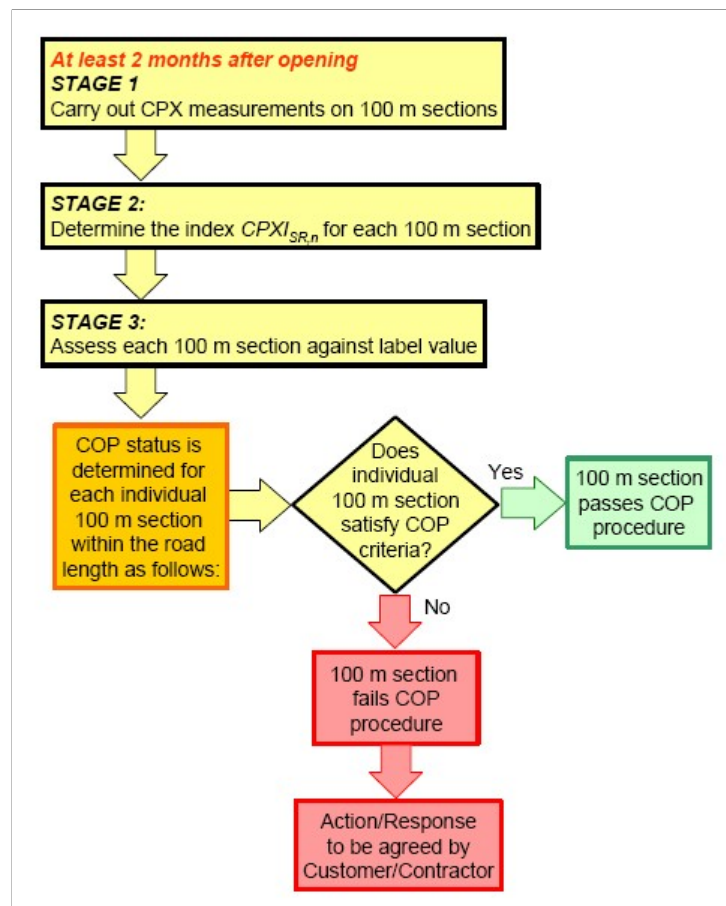 At least 2 months after opening
STAGE 1
Carry out CPX measurements on 100 m sections
STAGE 2:
Determine the index CPXI_SR,n for each 100 m section
STAGE 3:
Assess each 100 m section against label value
COP status is
determined for
each individual
100 m section
within the road
length as follows:
Does
individual
100 m section
satisfy COP
criteria?
Yes
100 m section
passes COP
procedure
No
100 m section
fails COP
procedure
Action/Response
to be agreed by
Customer/Contractor